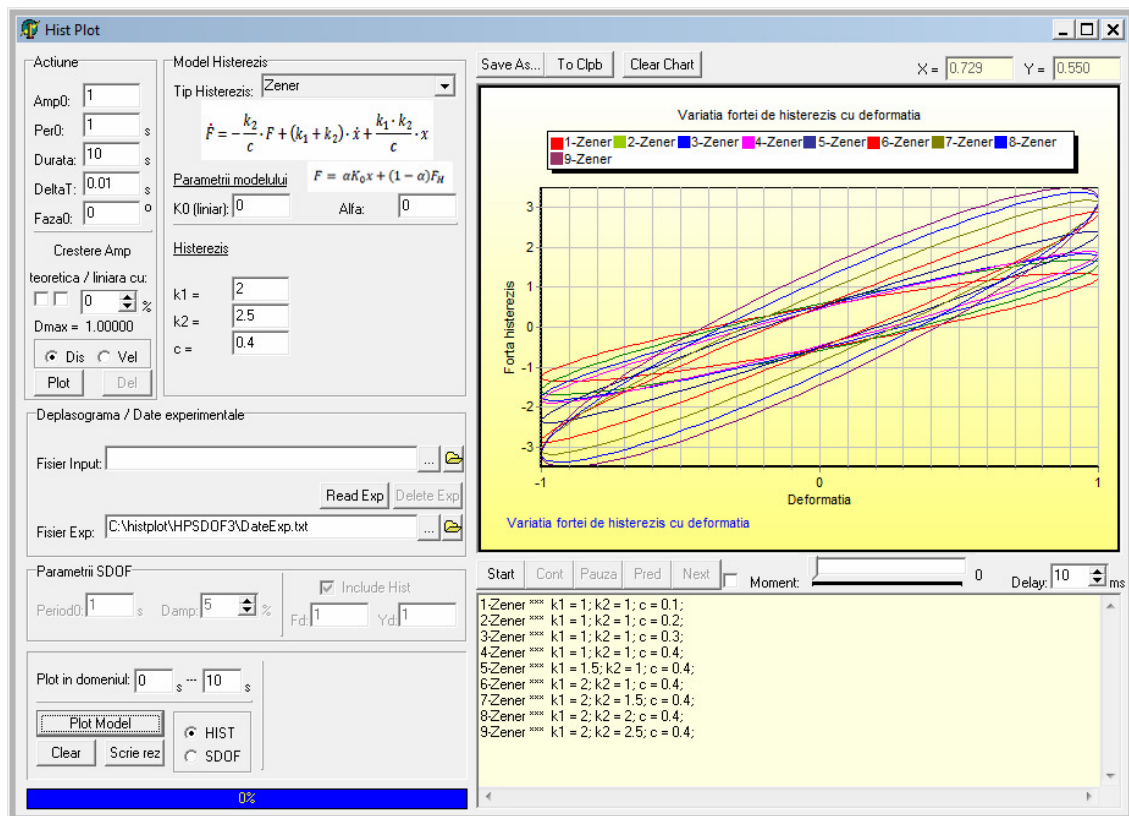 Hist Plot
Actiune
Amp0: 1
Per0: 1 s
Durata: 10 s
DeltaT: 0.01 s
Faza0: 0 o
Crestere Amp
teoretica / liniara cu:
0 %
Dmax = 1.00000
Dis Vel
Plot Del
Model Histerezis
Tip Histerezis: Zener
Ḟ = −k₂/c · F + (k₁ + k₂) · ẋ + k₁ · k₂/c · x
Parametrii modelului F = αK₀x + (1 − α)F_H
K0 (liniar): 0 Alfa: 0
Histerezis
k1 = 2
k2 = 2.5
c = 0.4
Deplasograma / Date experimentale
Fisier Input: ...
Read Exp Delete Exp
Fisier Exp: C:\histplot\HPSDOF3\DateExp.txt ...
Parametrii SDOF
Period0: 1 s Damp: 5 %
Include Hist
Fd: 1 Yd: 1
Plot in domeniul: 0 s --- 10 s
Plot Model
Clear Scrie rez
HIST
SDOF
0%
Save As... To Clpb Clear Chart X = 0.729 Y = 0.550
Variatia fortei de histerezis cu deformatia
1-Zener 2-Zener 3-Zener 4-Zener 5-Zener 6-Zener 7-Zener 8-Zener
9-Zener
Forta histerezis
3
2
1
0
-1
-2
-3
-1 0 1
Deformatia
Variatia fortei de histerezis cu deformatia
Start Cont Pauza Pred Next Moment: 0 Delay: 10 ms
1-Zener *** k1 = 1; k2 = 1; c = 0.1;
2-Zener *** k1 = 1; k2 = 1; c = 0.2;
3-Zener *** k1 = 1; k2 = 1; c = 0.3;
4-Zener *** k1 = 1; k2 = 1; c = 0.4;
5-Zener *** k1 = 1.5; k2 = 1; c = 0.4;
6-Zener *** k1 = 2; k2 = 1; c = 0.4;
7-Zener *** k1 = 2; k2 = 1.5; c = 0.4;
8-Zener *** k1 = 2; k2 = 2; c = 0.4;
9-Zener *** k1 = 2; k2 = 2.5; c = 0.4;